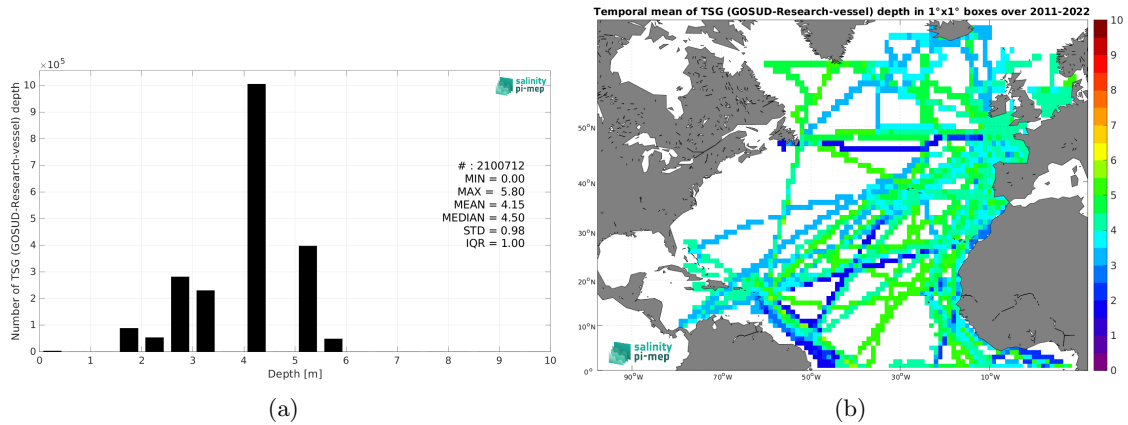 ×10⁵
10
9
8
7
6
5
4
3
2
1
0
Number of TSG (GOSUD-Research-vessel) depth
salinity
pi-mep
# : 2100712
MIN = 0.00
MAX = 5.80
MEAN = 4.15
MEDIAN = 4.50
STD = 0.98
IQR = 1.00
0 1 2 3 4 5 6 7 8 9 10
Depth [m]
(a)
Temporal mean of TSG (GOSUD-Research-vessel) depth in 1°x1° boxes over 2011-2022
50°N
40°N
30°N
20°N
10°N
0°
90°W 70°W 50°W 30°W 10°W
salinity
pi-mep
10
9
8
7
6
5
4
3
2
1
0
(b)